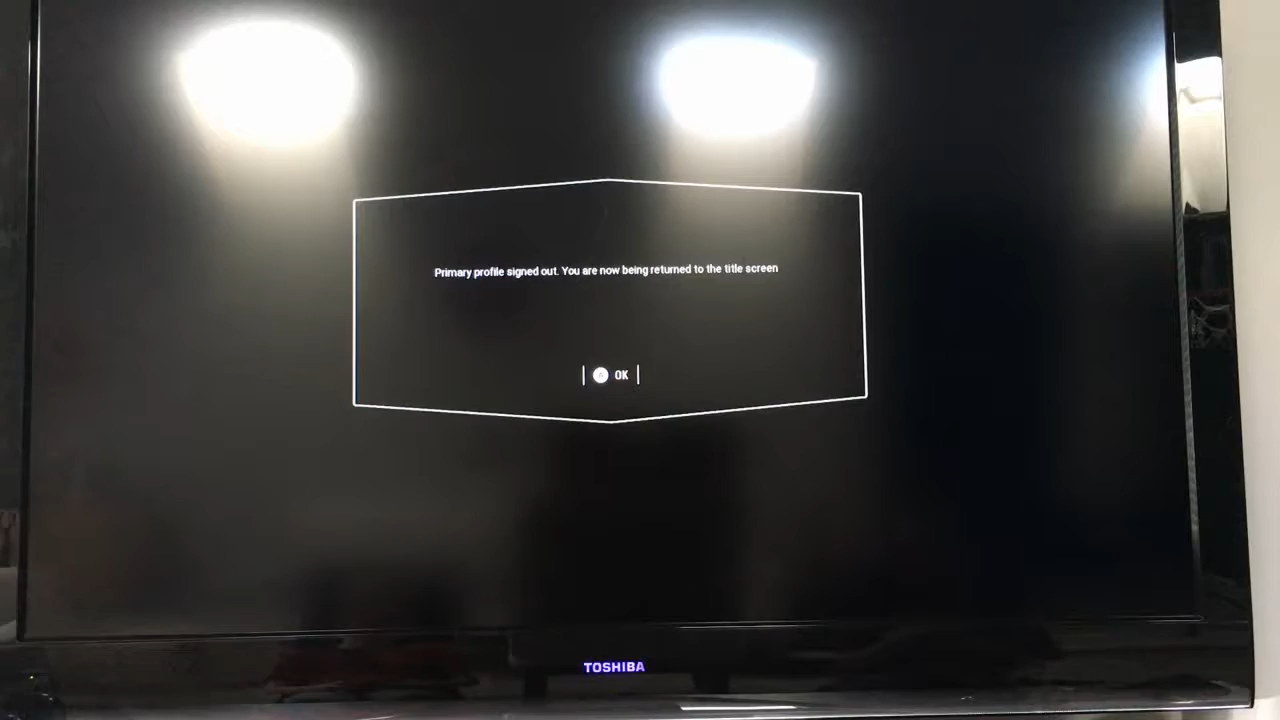 Primary profile signed out. You are now being returned to the title screen
OK
TOSHIBA